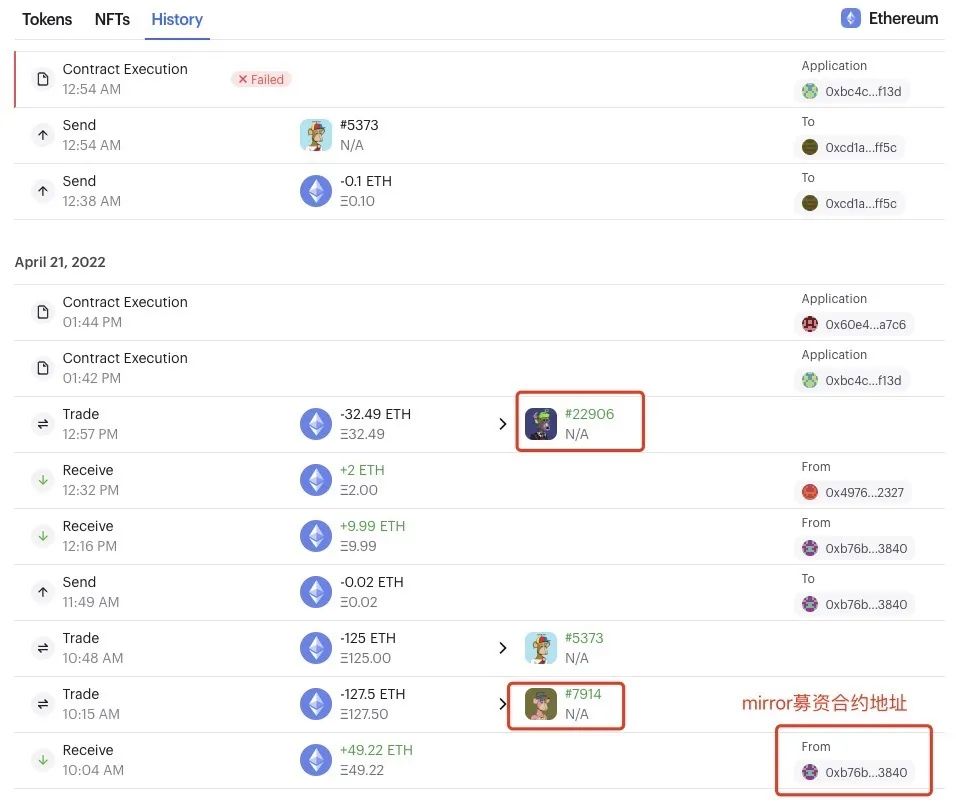 Tokens NFTs History Ethereum
Contract Execution Failed Application
12:54 AM 0xbc4c...f13d
Send #5373 To
12:54 AM N/A 0xcd1a...ff5c
Send -0.1 ETH To
12:38 AM Ξ0.10 0xcd1a...ff5c
April 21, 2022
Contract Execution Application
01:44 PM 0x60e4...a7c6
Contract Execution Application
01:42 PM 0xbc4c...f13d
Trade -32.49 ETH #22906
12:57 PM Ξ32.49 N/A
Receive +2 ETH From
12:32 PM Ξ2.00 0x4976...2327
Receive +9.99 ETH From
12:16 PM Ξ9.99 0xb76b...3840
Send -0.02 ETH To
11:49 AM Ξ0.02 0xb76b...3840
Trade -125 ETH #5373
10:48 AM Ξ125.00 N/A
Trade -127.5 ETH #7914
10:15 AM Ξ127.50 N/A
mirror募资合约地址
Receive +49.22 ETH From
10:04 AM Ξ49.22 0xb76b...3840